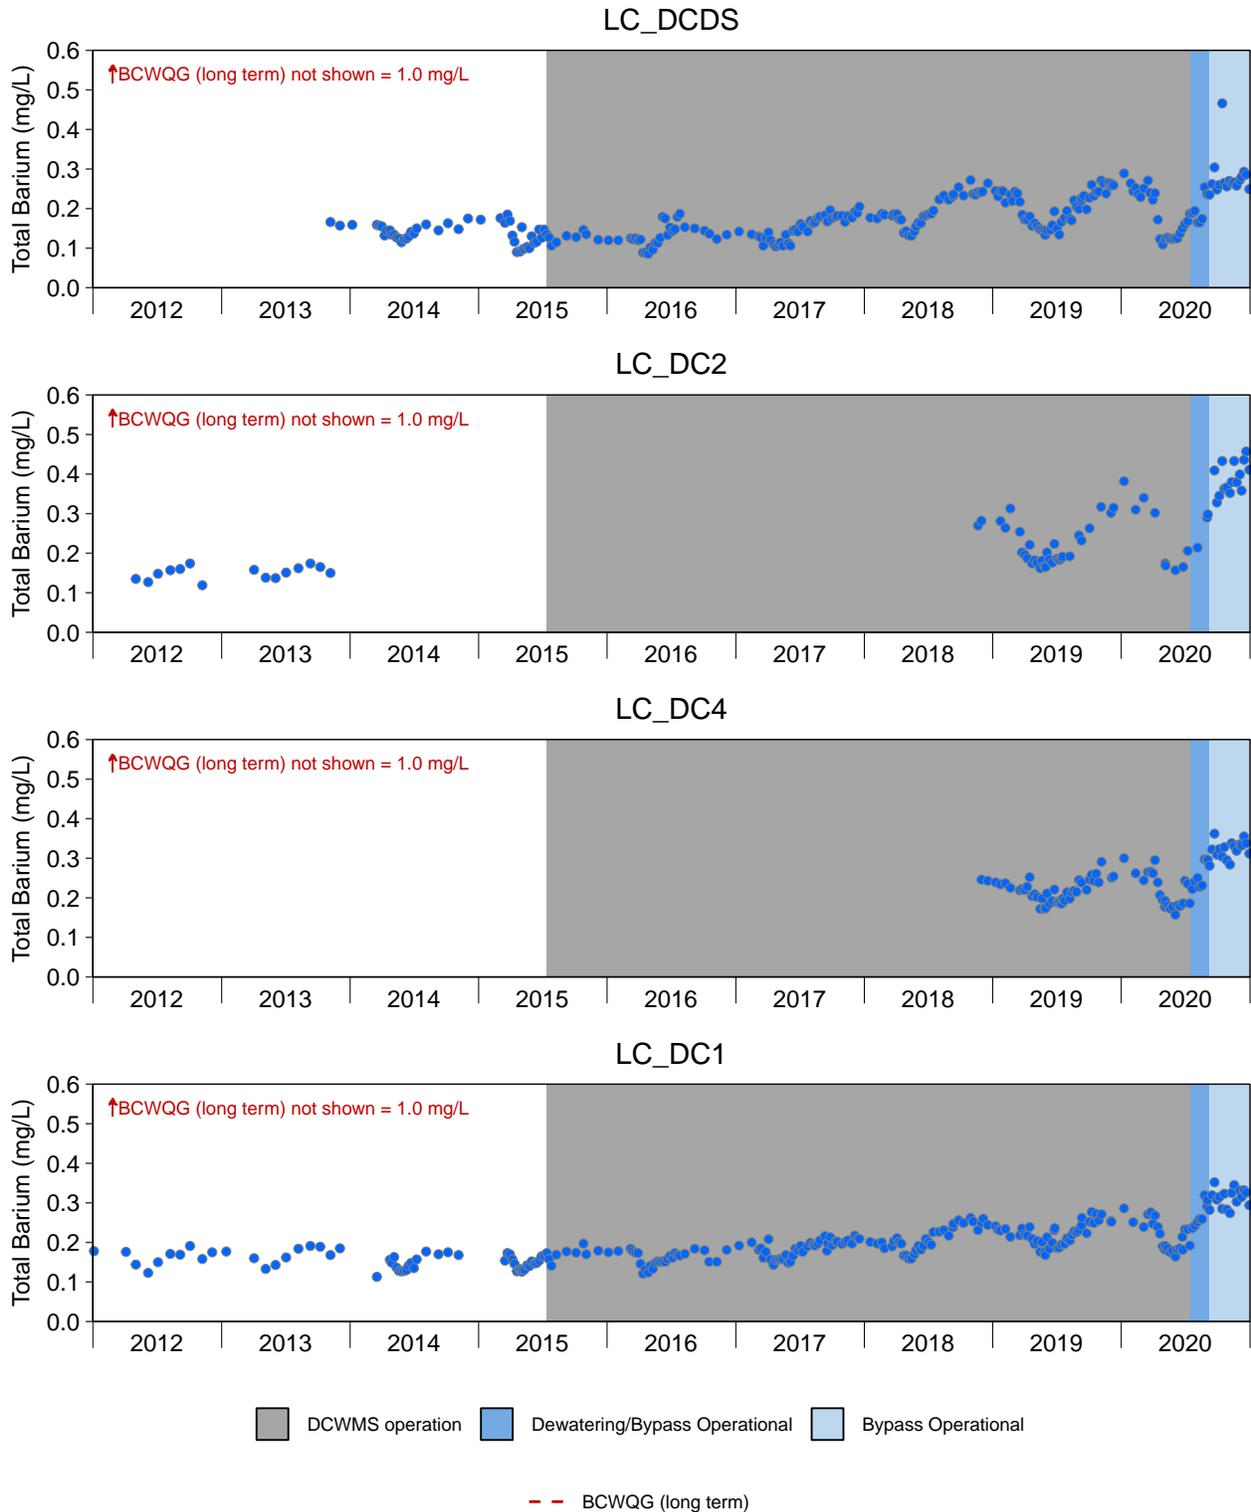 LC_DCDS
Total Barium (mg/L)
0.6
0.5
0.4
0.3
0.2
0.1
0.0
↑BCWQG (long term) not shown = 1.0 mg/L
2012 2013 2014 2015 2016 2017 2018 2019 2020
LC_DC2
Total Barium (mg/L)
0.6
0.5
0.4
0.3
0.2
0.1
0.0
↑BCWQG (long term) not shown = 1.0 mg/L
2012 2013 2014 2015 2016 2017 2018 2019 2020
LC_DC4
Total Barium (mg/L)
0.6
0.5
0.4
0.3
0.2
0.1
0.0
↑BCWQG (long term) not shown = 1.0 mg/L
2012 2013 2014 2015 2016 2017 2018 2019 2020
LC_DC1
Total Barium (mg/L)
0.6
0.5
0.4
0.3
0.2
0.1
0.0
↑BCWQG (long term) not shown = 1.0 mg/L
2012 2013 2014 2015 2016 2017 2018 2019 2020
DCWMS operation Dewatering/Bypass Operational Bypass Operational
BCWQG (long term)